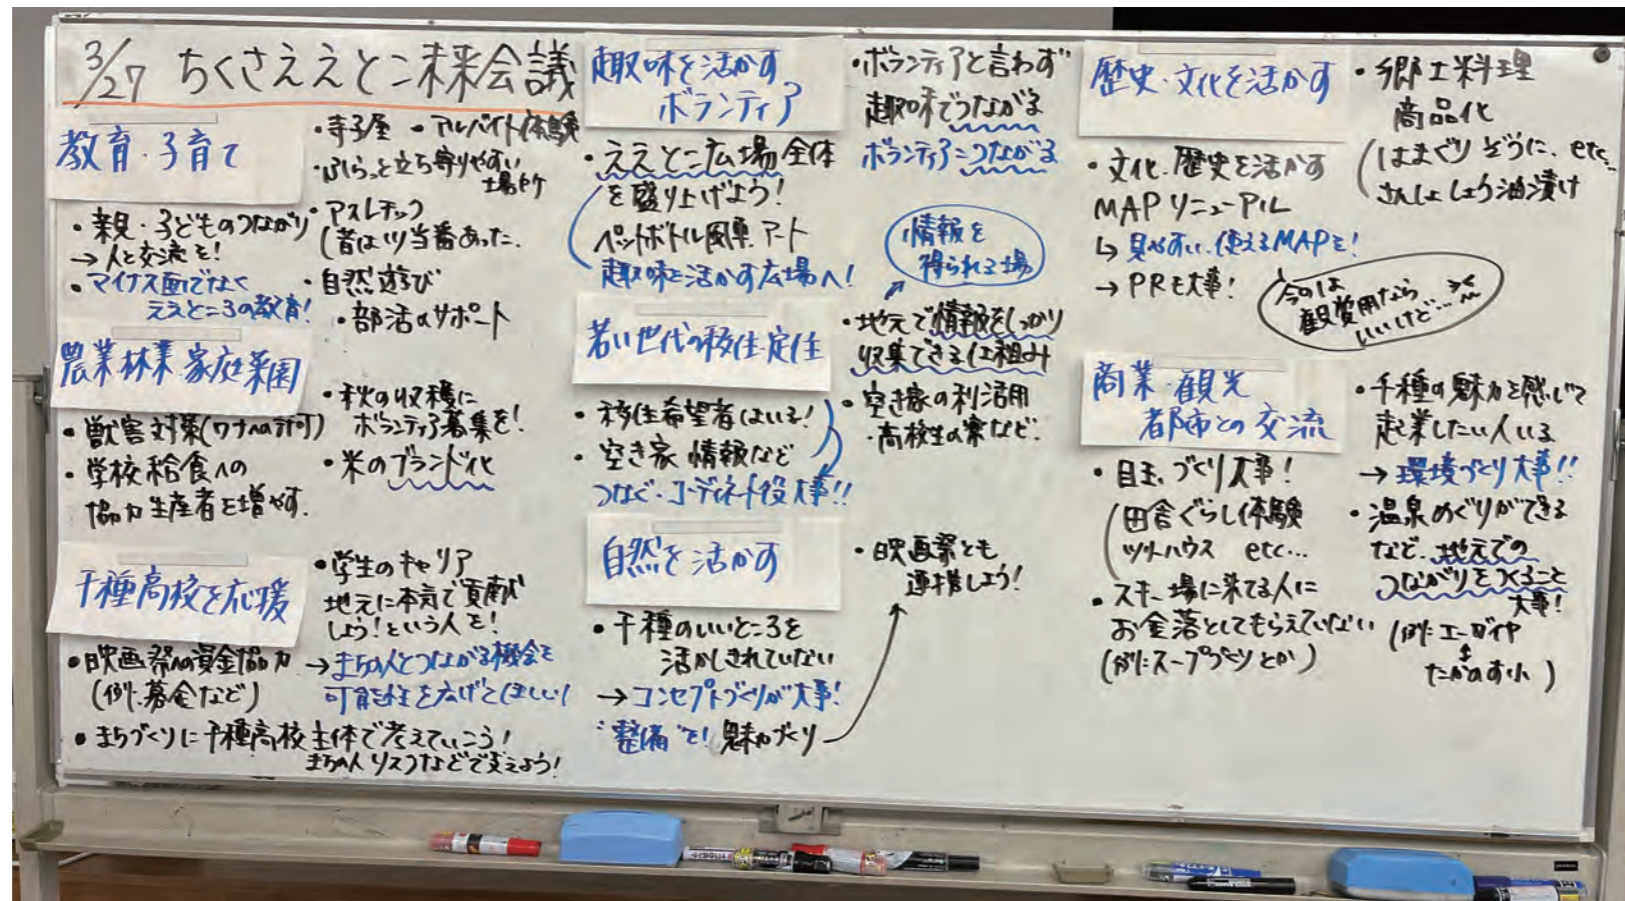 3/27 ちくさええとこ未来会議
教育・子育て
・親・子どものつながり
→人と交流を!
・マイナス面でなく
ええところの教育!
・寺子屋 ・アルバイト体験
・ふらっと立ち寄りやすい
場所
・アスレチック
(昔は 当番あった.
・自然遊び
・部活のサポート
農業 林業 家庭菜園
・獣害対策(ワナの許可)
・学校給食への
協力生産者を増やす.
・秋の収穫に
ボランティア募集を!
・米のブランド化
千種高校を応援
・映画祭への資金協力
(例.募金など)
・まちづくりに千種高校主体で考えていこう!
まちの人 などで支えよう!
・学生のキャリア
地元に本気で貢献
しよう!という人を!
→まちの人とつながる機会を
可能性を広げてほしい!
趣味を活かす
ボランティア
・ええとこ広場全体
を盛り上げよう!
ペットボトル風車 アート
趣味を活かす広場へ!
・ボランティアと言わず
趣味でつながる
ボランティア=つながる
若い世代の移住・定住
・移住希望者はいる!
・空き家 情報など
つなぐ・コーディネート役大事!!
情報を
得られる場
・地元で情報をしっかり
収集できる仕組み
・空き家の利活用
・高校生の寮など.
自然を活かす
・千種のいいところを
活かしきれていない
→コンセプトづくりが大事!
"整備"を! 魅力づくり
・映画祭とも
連携しよう!
歴史・文化を活かす
・文化.歴史を活かす
MAPリニューアル
↳見やすい.使えるMAPを!
→PRも大事!
今のは
観賞用なら
いいけど…
・郷土料理
商品化
(はまぐりぞうに、etc..
さんしょしょう油漬け
商業・観光
都市との交流
・目玉づくり大事!
(田舎ぐらし体験
ツリーハウス etc…
・スキー場に来てる人に
お金落としてもらえていない
(例.スープづくりとか)
・千種の魅力を感じて
起業したい人いる
→環境づくり大事!!
・温泉めぐりができる
など.地元での
つながりをつくること
大事!
(例.エーガイヤ
↕
たかのす小)